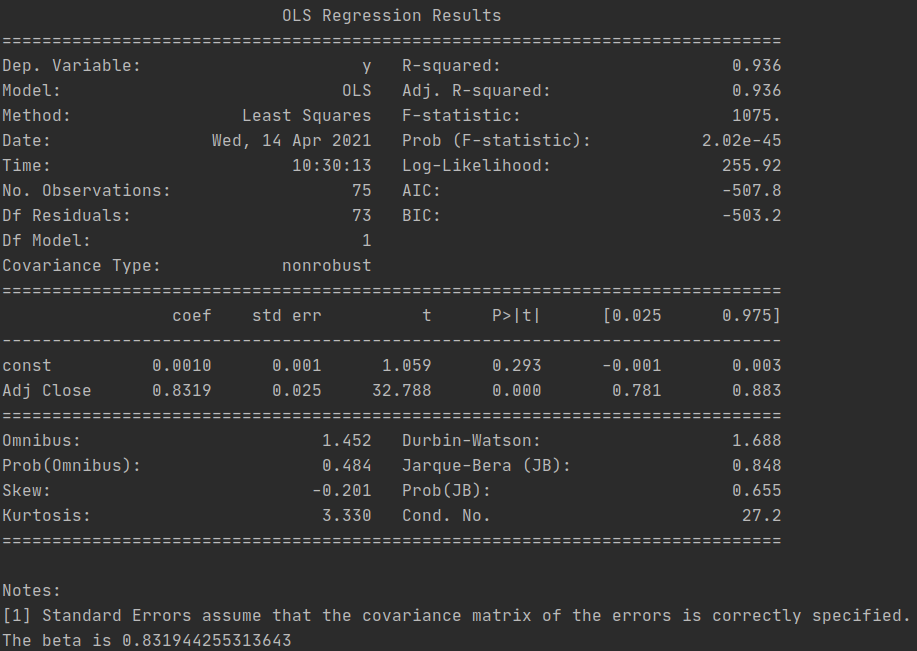 OLS Regression Results
==============================================================================
Dep. Variable:                      y   R-squared:                       0.936
Model:                            OLS   Adj. R-squared:                  0.936
Method:                 Least Squares   F-statistic:                     1075.
Date:                Wed, 14 Apr 2021   Prob (F-statistic):           2.02e-45
Time:                        10:30:13   Log-Likelihood:                 255.92
No. Observations:                  75   AIC:                            -507.8
Df Residuals:                      73   BIC:                            -503.2
Df Model:                           1
Covariance Type:            nonrobust
==============================================================================
                 coef    std err          t      P>|t|      [0.025      0.975]
------------------------------------------------------------------------------
const          0.0010      0.001      1.059      0.293      -0.001       0.003
Adj Close      0.8319      0.025     32.788      0.000       0.781       0.883
==============================================================================
Omnibus:                        1.452   Durbin-Watson:                   1.688
Prob(Omnibus):                  0.484   Jarque-Bera (JB):                0.848
Skew:                          -0.201   Prob(JB):                        0.655
Kurtosis:                       3.330   Cond. No.                         27.2
==============================================================================
Notes:
[1] Standard Errors assume that the covariance matrix of the errors is correctly specified.
The beta is 0.831944255313643